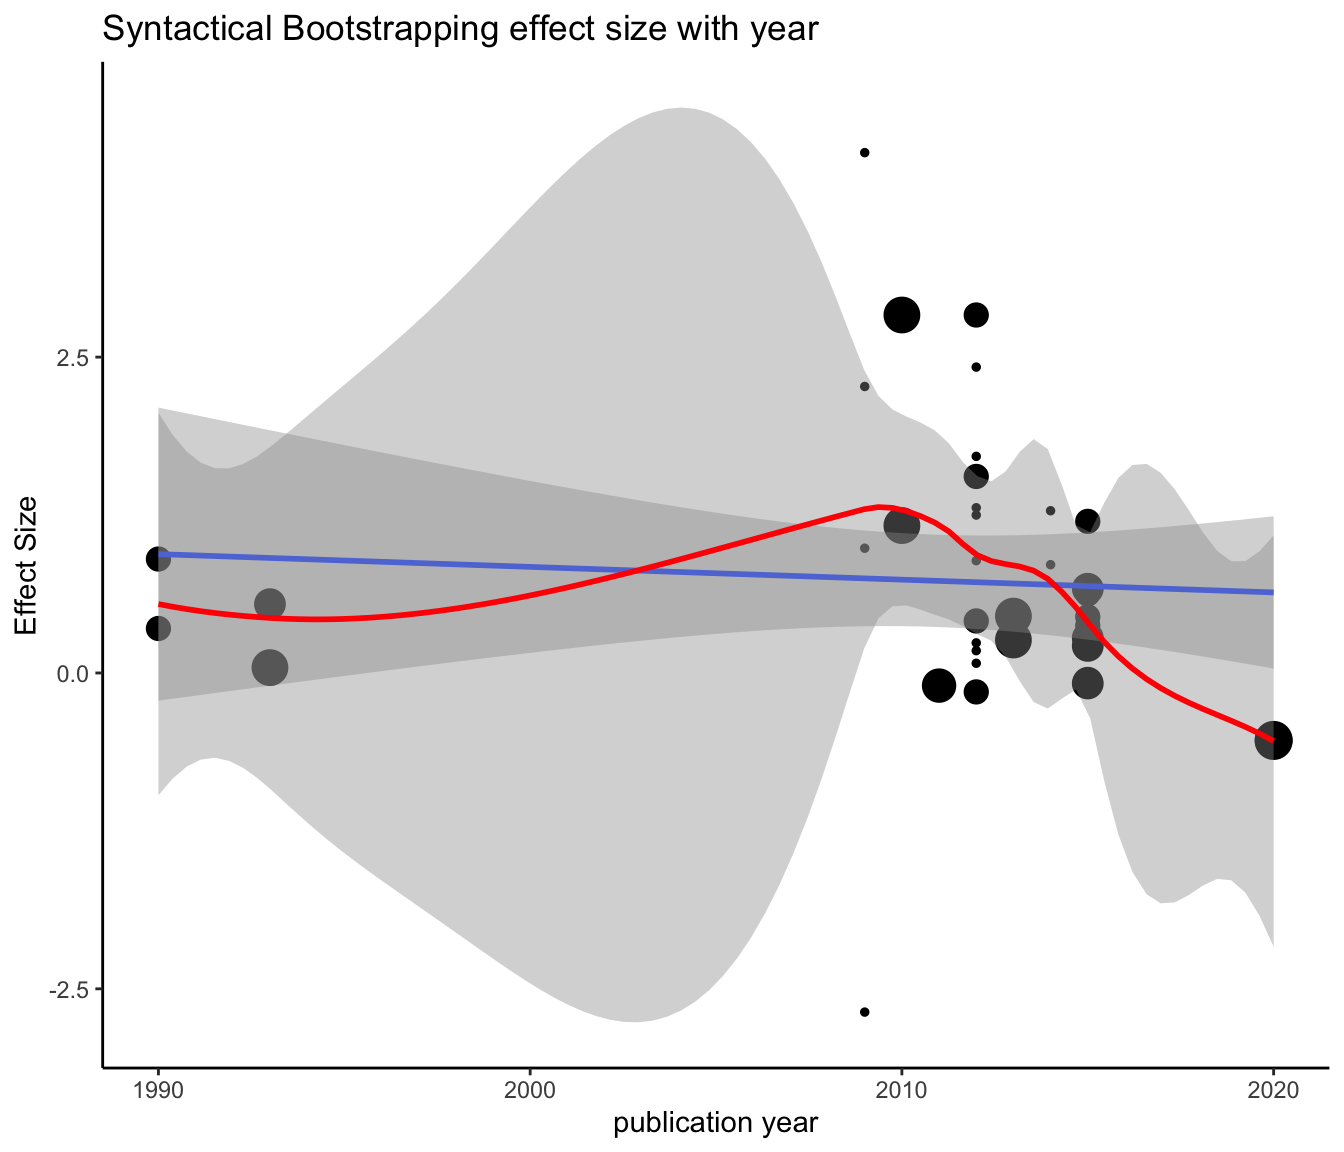 Syntactical Bootstrapping effect size with year
Effect Size
2.5
0.0
-2.5
1990
2000
2010
2020
publication year